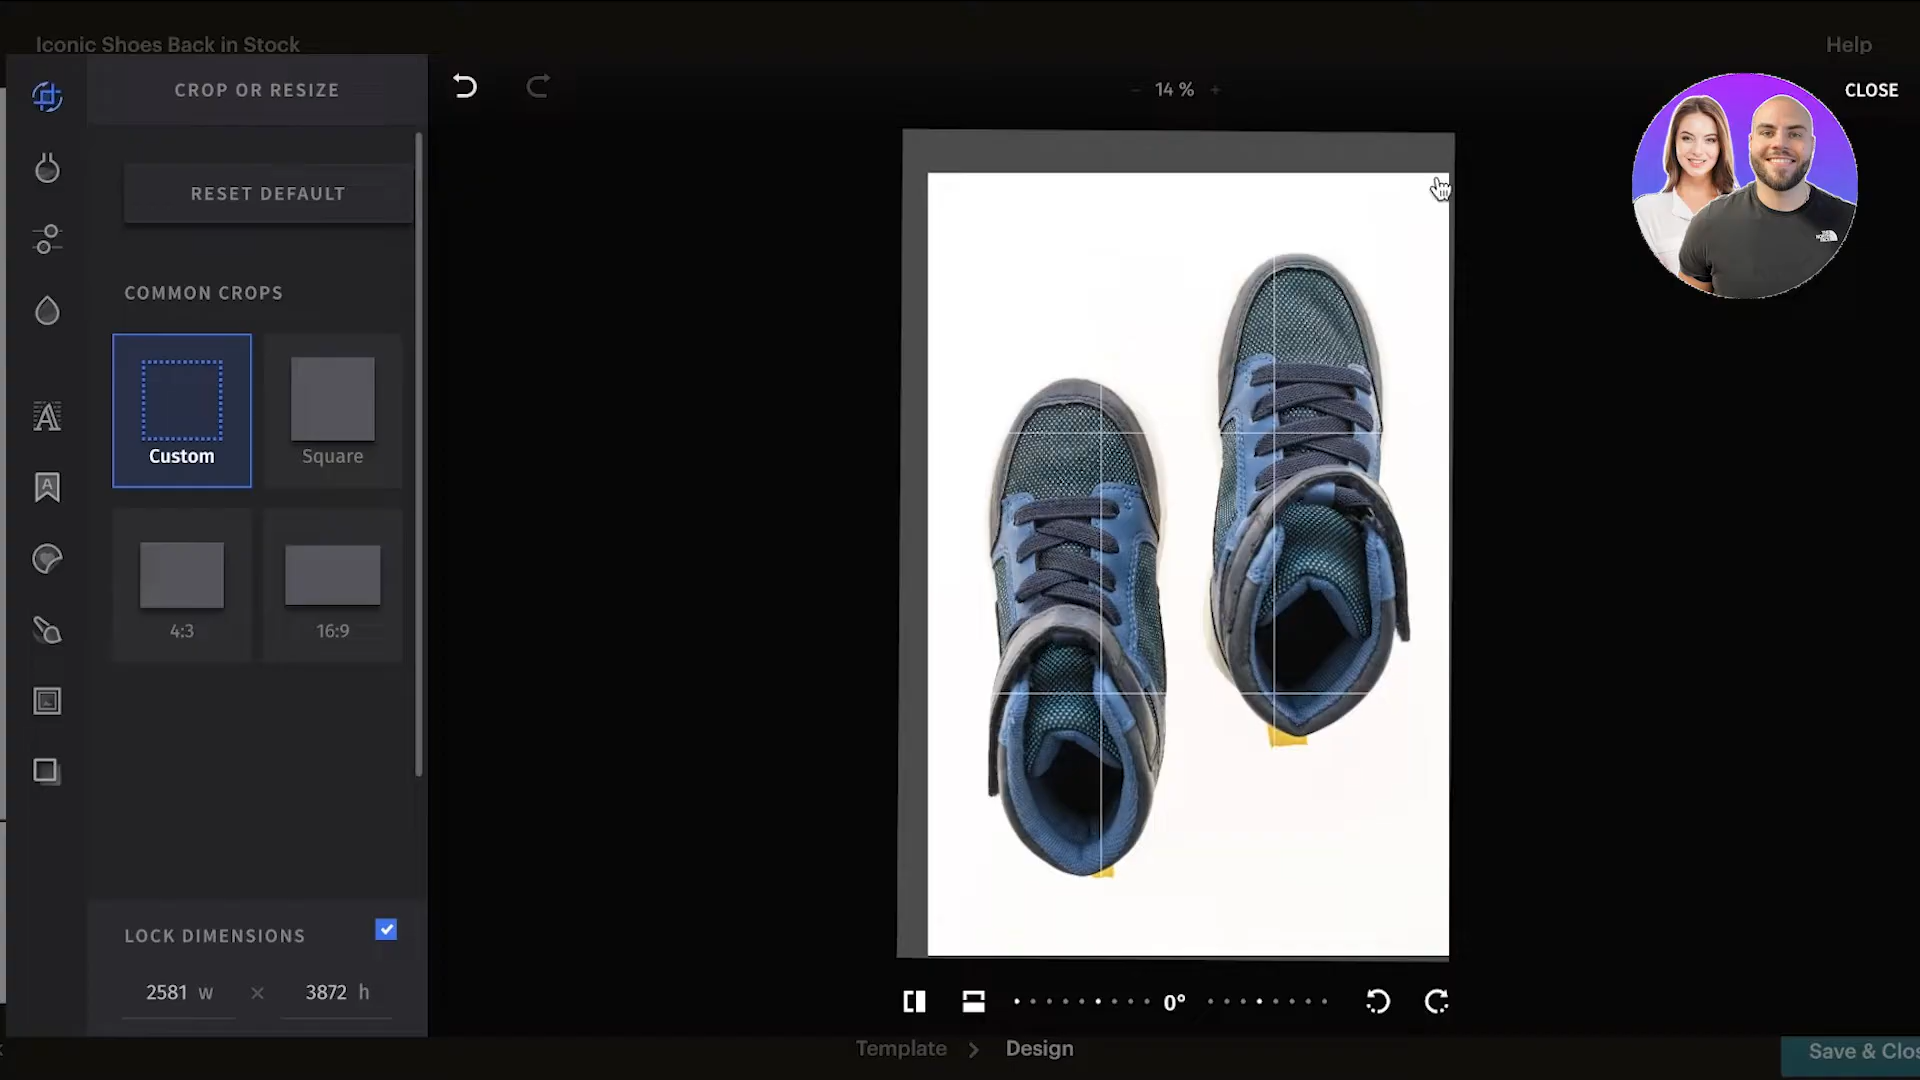 Iconic Shoes Back in Stock
Help
CROP OR RESIZE
14 %
CLOSE
RESET DEFAULT
COMMON CROPS
Custom
Square
4:3
16:9
LOCK DIMENSIONS
2581 w × 3872 h
0°
Template > Design
Save & Clos